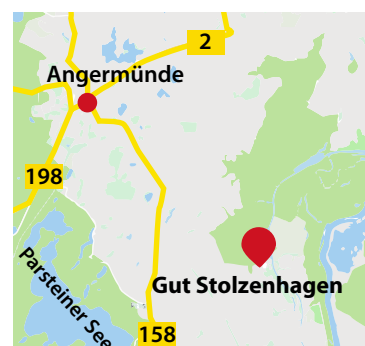 2
Angermünde
198
Gut Stolzenhagen
Parsteiner See
158